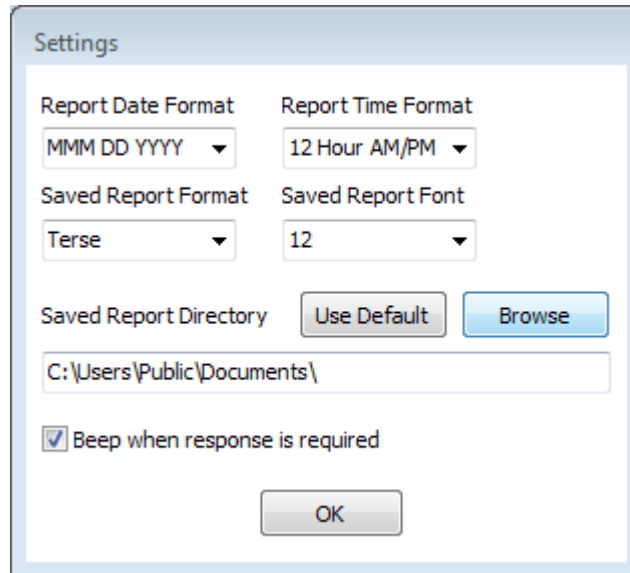 Settings
Report Date Format Report Time Format
MMM DD YYYY 12 Hour AM/PM
Saved Report Format Saved Report Font
Terse 12
Saved Report Directory Use Default Browse
C:\Users\Public\Documents\
Beep when response is required
OK